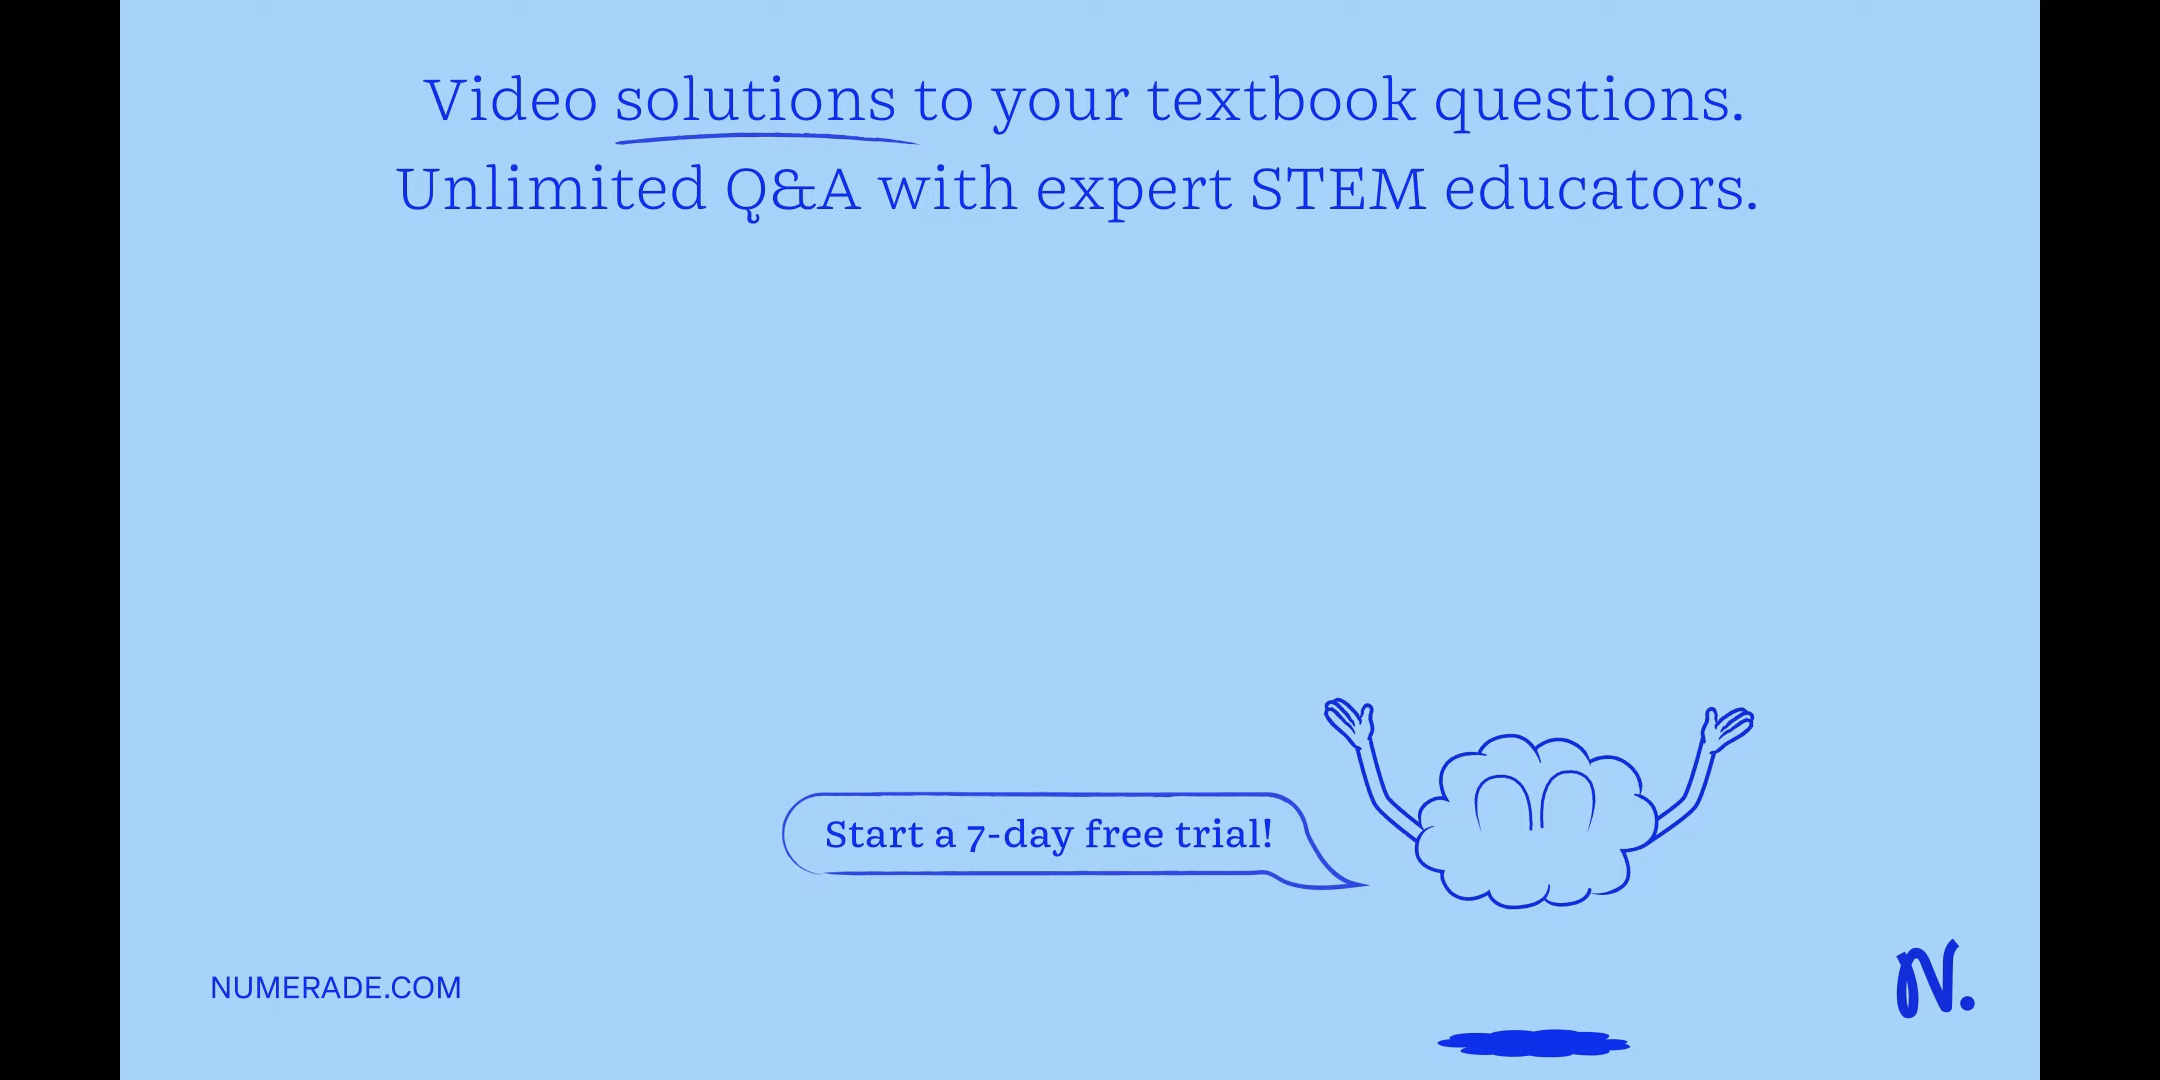 Video solutions to your textbook questions.
Unlimited Q&A with expert STEM educators.
Start a 7-day free trial!
NUMERADE.COM
N.